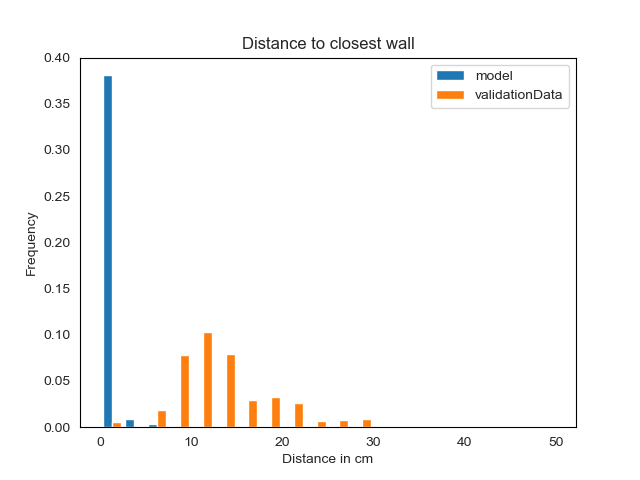 Distance to closest wall
model
validationData
Frequency
0.40
0.35
0.30
0.25
0.20
0.15
0.10
0.05
0.00
0 10 20 30 40 50
Distance in cm